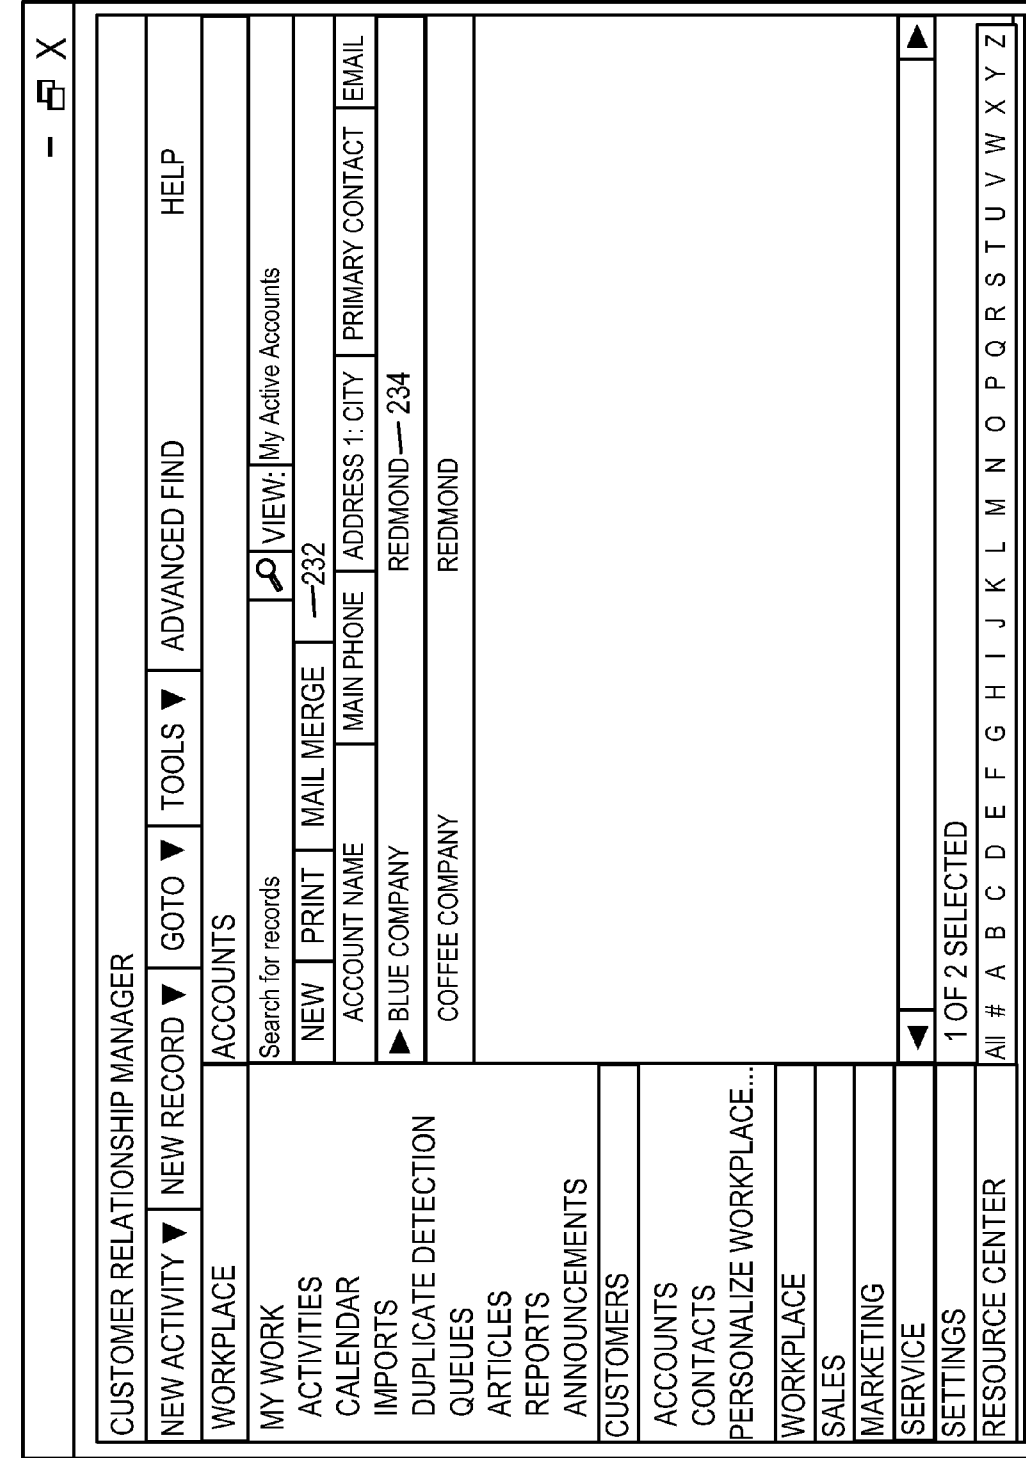 – X
CUSTOMER RELATIONSHIP MANAGER
NEW ACTIVITY ▼ NEW RECORD ▼ GOTO ▼ TOOLS ▼ ADVANCED FIND HELP
WORKPLACE
MY WORK
ACTIVITIES
CALENDAR
IMPORTS
DUPLICATE DETECTION
QUEUES
ARTICLES
REPORTS
ANNOUNCEMENTS
CUSTOMERS
ACCOUNTS
CONTACTS
PERSONALIZE WORKPLACE...
WORKPLACE
SALES
MARKETING
SERVICE
SETTINGS
RESOURCE CENTER
ACCOUNTS
Search for records VIEW: My Active Accounts
NEW PRINT MAIL MERGE 232
ACCOUNT NAME MAIN PHONE ADDRESS 1: CITY PRIMARY CONTACT EMAIL
▶ BLUE COMPANY REDMOND 234
COFFEE COMPANY REDMOND
1 OF 2 SELECTED
All # A B C D E F G H I J K L M N O P Q R S T U V W X Y Z